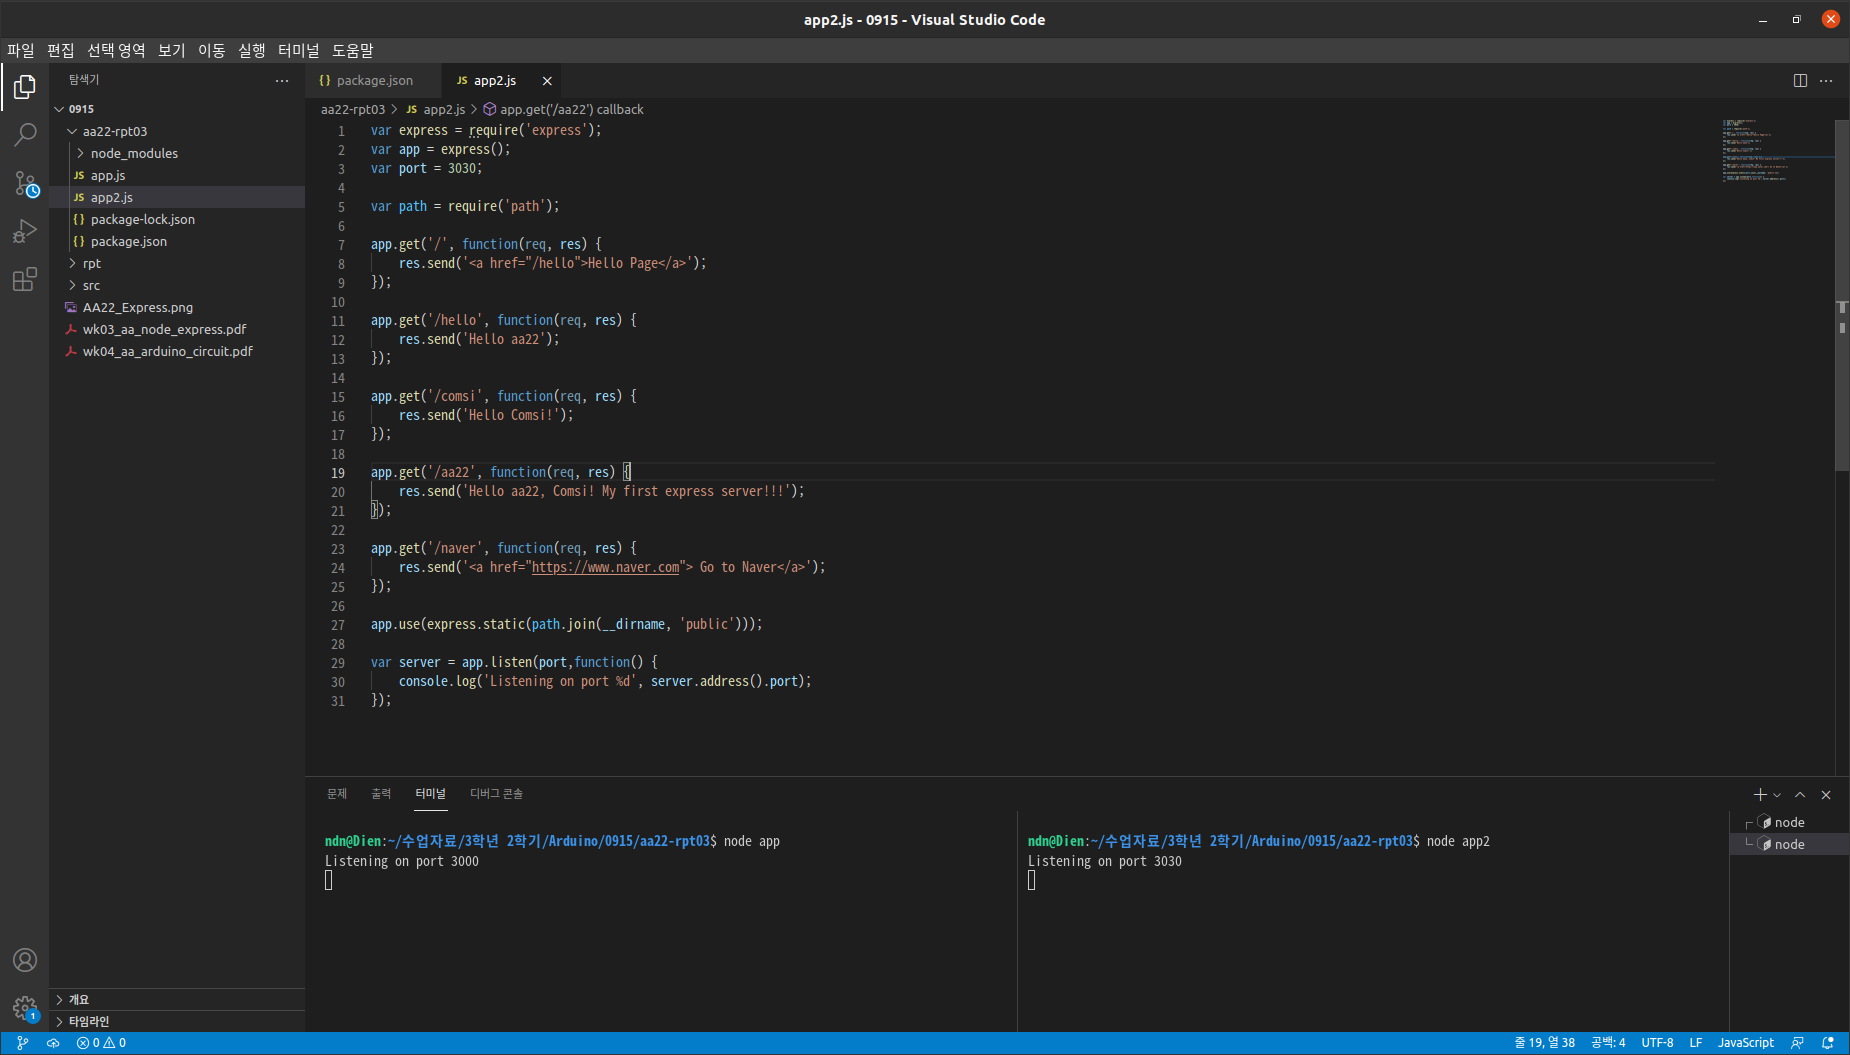 app2.js - 0915 - Visual Studio Code
파일 편집 선택 영역 보기 이동 실행 터미널 도움말
탐색기
0915
aa22-rpt03
node_modules
JS app.js
JS app2.js
{} package-lock.json
{} package.json
rpt
src
AA22_Express.png
wk03_aa_node_express.pdf
wk04_aa_arduino_circuit.pdf
개요
타임라인
{} package.json
JS app2.js
aa22-rpt03 > JS app2.js > app.get('/aa22') callback
1 var express = require('express');
2 var app = express();
3 var port = 3030;
4
5 var path = require('path');
6
7 app.get('/', function(req, res) {
8 res.send('<a href="/hello">Hello Page</a>');
9 });
10
11 app.get('/hello', function(req, res) {
12 res.send('Hello aa22');
13 });
14
15 app.get('/comsi', function(req, res) {
16 res.send('Hello Comsi!');
17 });
18
19 app.get('/aa22', function(req, res) {
20 res.send('Hello aa22, Comsi! My first express server!!!');
21 });
22
23 app.get('/naver', function(req, res) {
24 res.send('<a href="https://www.naver.com"> Go to Naver</a>');
25 });
26
27 app.use(express.static(path.join(__dirname, 'public')));
28
29 var server = app.listen(port,function() {
30 console.log('Listening on port %d', server.address().port);
31 });
문제 출력 터미널 디버그 콘솔
ndn@Dien:~/수업자료/3학년 2학기/Arduino/0915/aa22-rpt03$ node app
Listening on port 3000
ndn@Dien:~/수업자료/3학년 2학기/Arduino/0915/aa22-rpt03$ node app2
Listening on port 3030
node
node
1
0 0
줄 19, 열 38 공백: 4 UTF-8 LF JavaScript